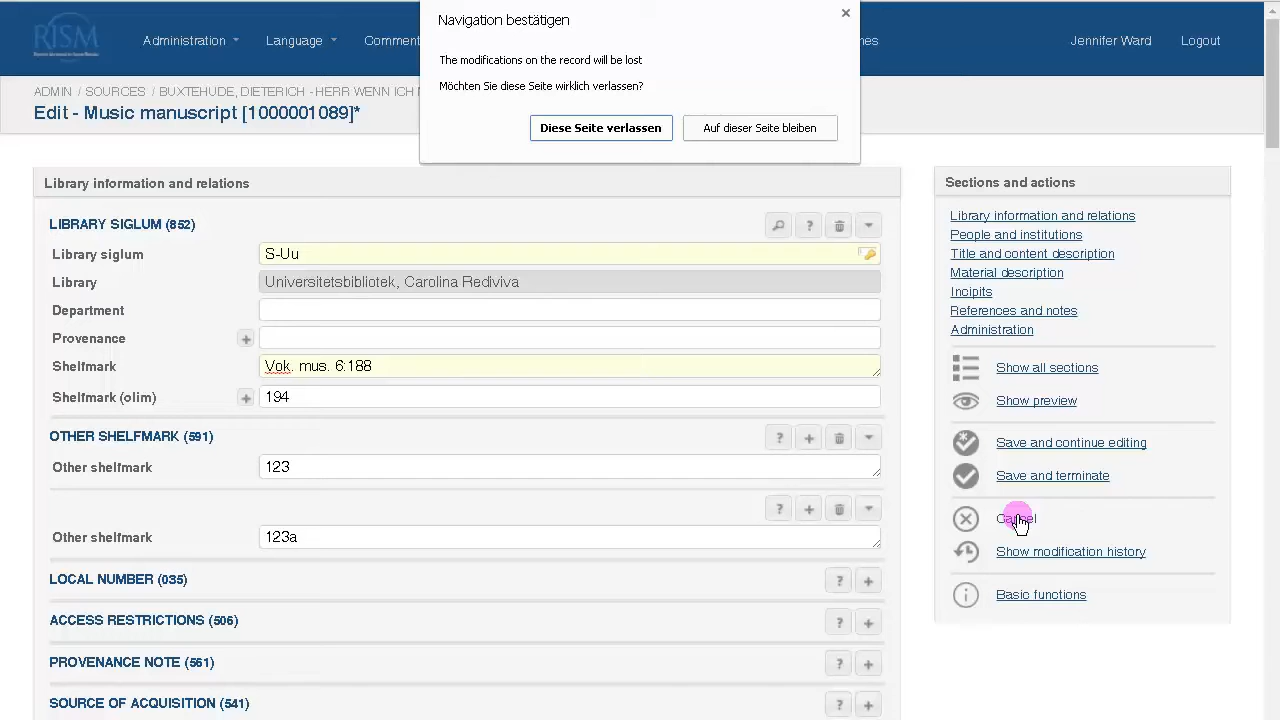 Navigation bestätigen
×
The modifications on the record will be lost
Möchten Sie diese Seite wirklich verlassen?
Diese Seite verlassen
Auf dieser Seite bleiben
RISM
Administration
Language
Comment
Jennifer Ward
Logout
ADMIN / SOURCES / BUXTEHUDE, DIETERICH - HERR WENN ICH
Edit - Music manuscript [1000001089]*
Library information and relations
LIBRARY SIGLUM (852)
?
Library siglum
S-Uu
Library
Universitetsbibliotek, Carolina Rediviva
Department
Provenance
+
Shelfmark
Vok. mus. 6:188
Shelfmark (olim)
+
194
OTHER SHELFMARK (591)
? +
Other shelfmark
123
? +
Other shelfmark
123a
LOCAL NUMBER (035)
? +
ACCESS RESTRICTIONS (506)
? +
PROVENANCE NOTE (561)
? +
SOURCE OF ACQUISITION (541)
? +
Sections and actions
Library information and relations
People and institutions
Title and content description
Material description
Incipits
References and notes
Administration
Show all sections
Show preview
Save and continue editing
Save and terminate
Cancel
Show modification history
Basic functions